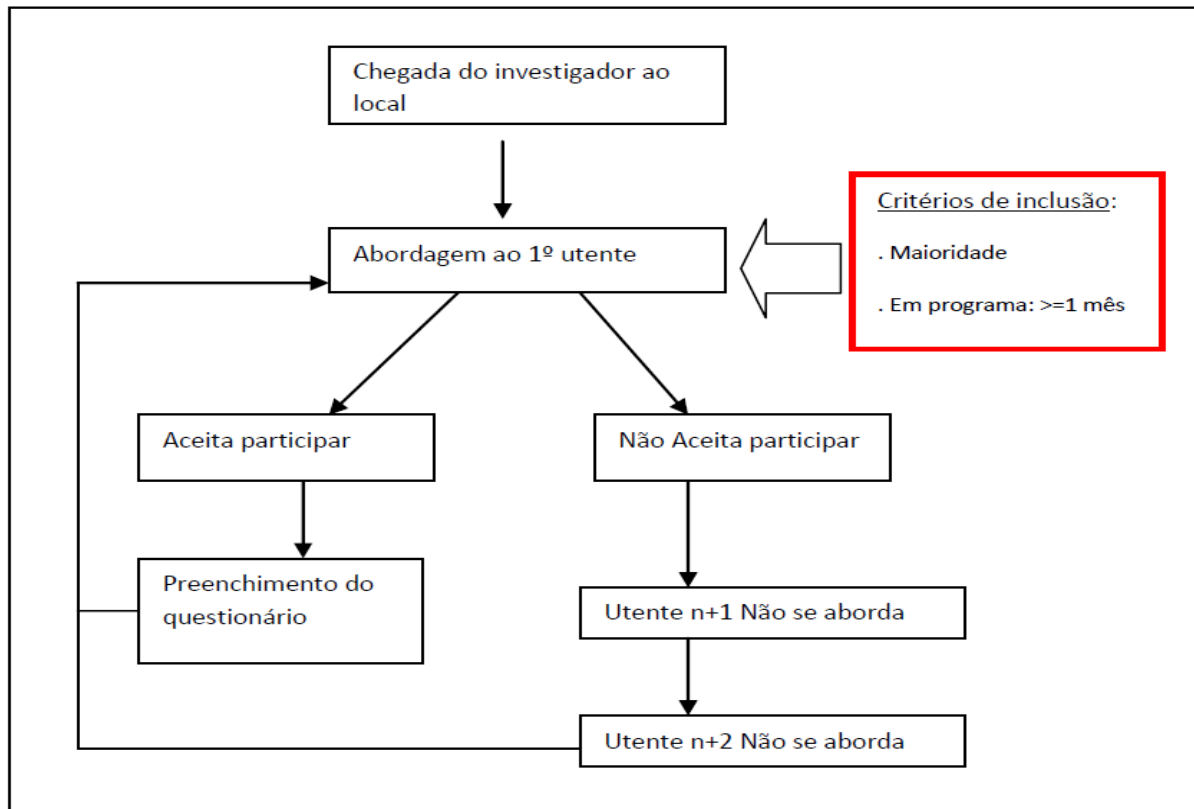 Chegada do investigador ao
local
Critérios de inclusão:
. Maioridade
. Em programa: >=1 mês
Abordagem ao 1º utente
Aceita participar
Não Aceita participar
Preenchimento do
questionário
Utente n+1 Não se aborda
Utente n+2 Não se aborda